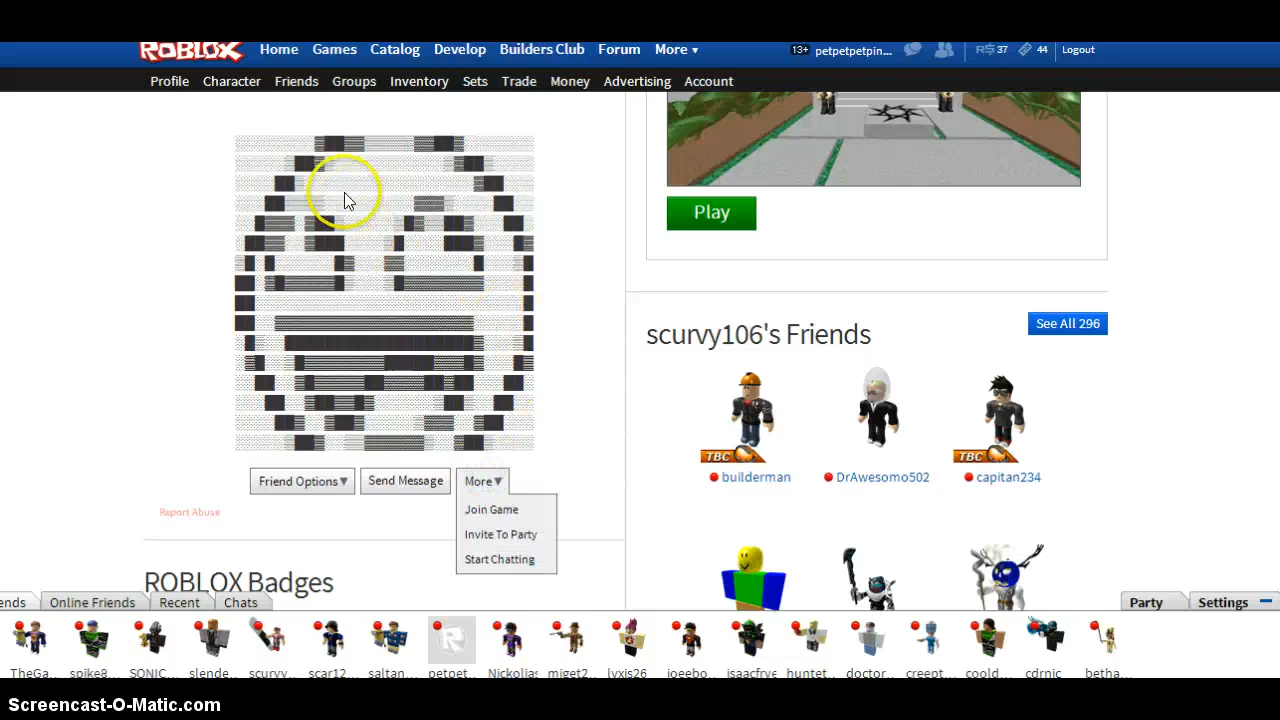 ROBLOX Home Games Catalog Develop Builders Club Forum More ▾ 13+ petpetpetpin... R$ 37 44 Logout
Profile Character Friends Groups Inventory Sets Trade Money Advertising Account
Play
scurvy106's Friends See All 296
builderman DrAwesomo502 capitan234
TBC TBC
Friend Options▼ Send Message More▼
Join Game
Invite To Party
Start Chatting
Report Abuse
ROBLOX Badges
ends Online Friends Recent Chats Party Settings
TheGa... spike8... SONIC... slende... scurvy... scar12... saltan... petpet... Nickolia... miget2... lyxis26 joeebo... isaacfrye huntet... doctor... creept... coold... cdrnic betha...
Screencast-O-Matic.com